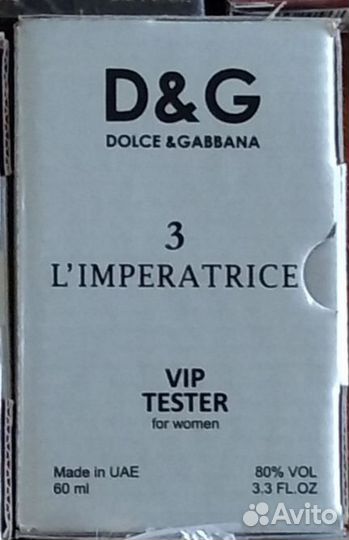 D&G
DOLCE &GABBANA
3
L'IMPERATRICE
VIP
TESTER
for women
Made in UAE
60 ml
80% VOL
3.3 FL.OZ
Avito